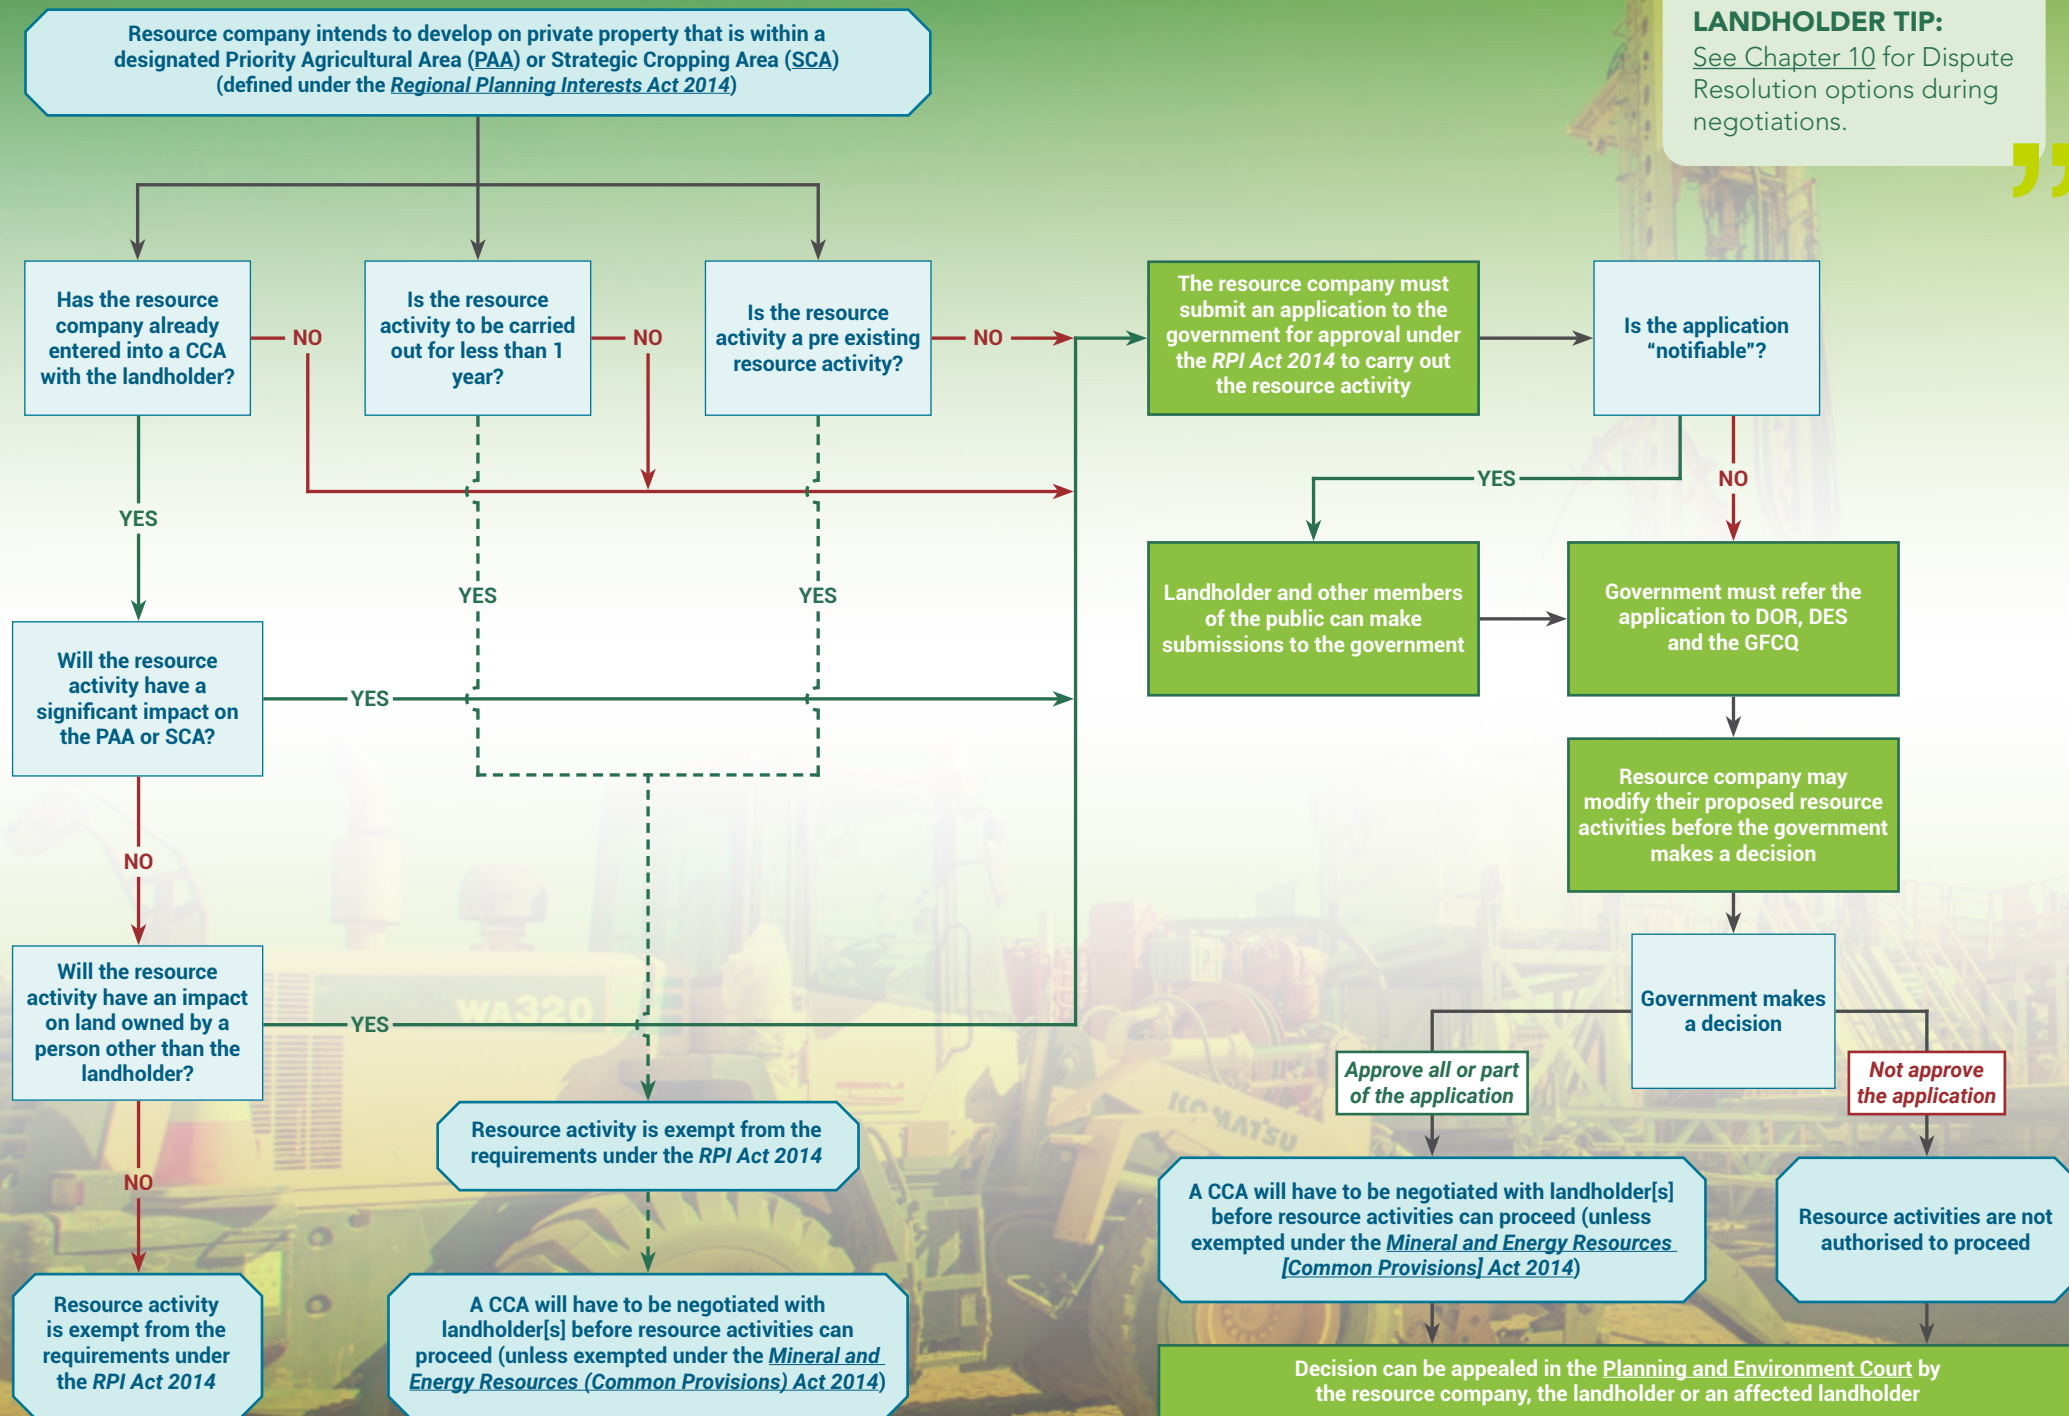 Resource company intends to develop on private property that is within a
designated Priority Agricultural Area (PAA) or Strategic Cropping Area (SCA)
(defined under the Regional Planning Interests Act 2014)
LANDHOLDER TIP:
See Chapter 10 for Dispute
Resolution options during
negotiations.
”
Has the resource
company already
entered into a CCA
with the landholder?
NO
Is the resource
activity to be carried
out for less than 1
year?
NO
Is the resource
activity a pre existing
resource activity?
NO
The resource company must
submit an application to the
government for approval under
the RPI Act 2014 to carry out
the resource activity
Is the application
“notifiable”?
YES
NO
YES
YES
YES
Landholder and other members
of the public can make
submissions to the government
Government must refer the
application to DOR, DES
and the GFCQ
Will the resource
activity have a
significant impact on
the PAA or SCA?
YES
Resource company may
modify their proposed resource
activities before the government
makes a decision
NO
Will the resource
activity have an impact
on land owned by a
person other than the
landholder?
YES
WA320
Government makes
a decision
Approve all or part
of the application
Not approve
the application
KOMATSU
Resource activity is exempt from the
requirements under the RPI Act 2014
NO
A CCA will have to be negotiated with landholder[s]
before resource activities can proceed (unless
exempted under the Mineral and Energy Resources
[Common Provisions] Act 2014)
Resource activities are not
authorised to proceed
Resource activity
is exempt from the
requirements under
the RPI Act 2014
A CCA will have to be negotiated with
landholder[s] before resource activities can
proceed (unless exempted under the Mineral and
Energy Resources (Common Provisions) Act 2014)
Decision can be appealed in the Planning and Environment Court by
the resource company, the landholder or an affected landholder